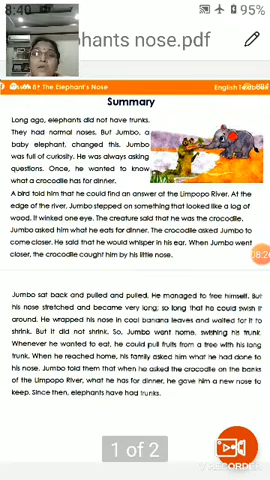 8:40
95%
phants nose.pdf
The Elephant's Nose
English
Summary
Long ago, elephants did not have trunks.
They had normal noses. But Jumbo, a
baby elephant, changed this. Jumbo
was full of curiosity. He was always asking
questions. Once, he wanted to know
what a crocodile has for dinner.
A bird told him that he could find an answer at the Limpopo River. At the
edge of the river, Jumbo stepped on something that looked like a log of
wood. It winked one eye. The creature said that he was the crocodile.
Jumbo asked him what he eats for dinner. The crocodile asked Jumbo to
come closer. He said that he would whisper in his ear. When Jumbo went
closer, the crocodile caught him by his little nose.
Jumbo sat back and pulled and pulled. He managed to free himself. But
his nose stretched and became very long; so long that he could swish it
around. He wrapped his nose in cool banana leaves and waited for it to
shrink. But it did not shrink. So, Jumbo went home, swishing his trunk.
Whenever he wanted to eat, he could pull fruits from a tree with his long
trunk. When he reached home, his family asked him what he had done to
his nose. Jumbo told them that when he asked the crocodile on the banks
of the Limpopo River, what he has for dinner, he gave him a new nose to
keep. Since then, elephants have had trunks.
1 of 2
RECORDER